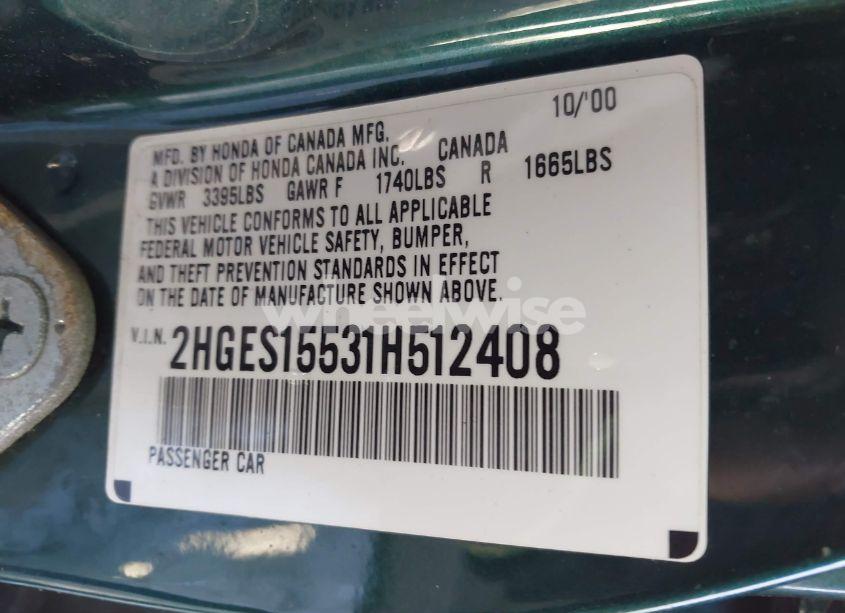 10/'00
MFD. BY HONDA OF CANADA MFG.
A DIVISION OF HONDA CANADA INC. CANADA
GVWR 3395LBS GAWR F 1740LBS R 1665LBS
THIS VEHICLE CONFORMS TO ALL APPLICABLE
FEDERAL MOTOR VEHICLE SAFETY, BUMPER,
AND THEFT PREVENTION STANDARDS IN EFFECT
ON THE DATE OF MANUFACTURE SHOWN ABOVE.
wheelwise
V.I.N. 2HGES15531H512408
PASSENGER CAR